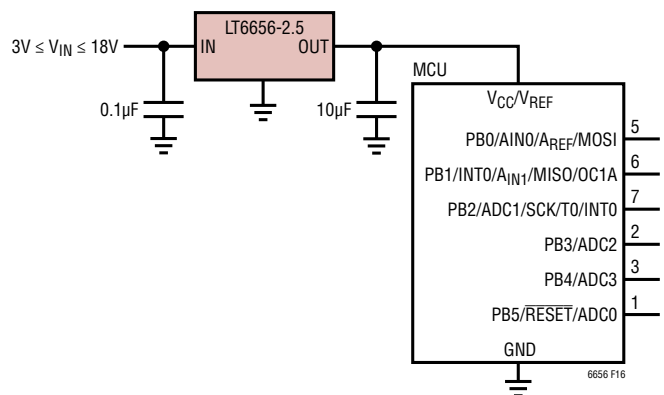 LT6656-2.5
3V ≤ VIN ≤ 18V
IN
OUT
0.1µF
10µF
MCU
VCC/VREF
PB0/AIN0/AREF/MOSI
5
PB1/INT0/AIN1/MISO/OC1A
6
PB2/ADC1/SCK/T0/INT0
7
PB3/ADC2
2
PB4/ADC3
3
PB5/RESET/ADC0
1
GND
6656 F16